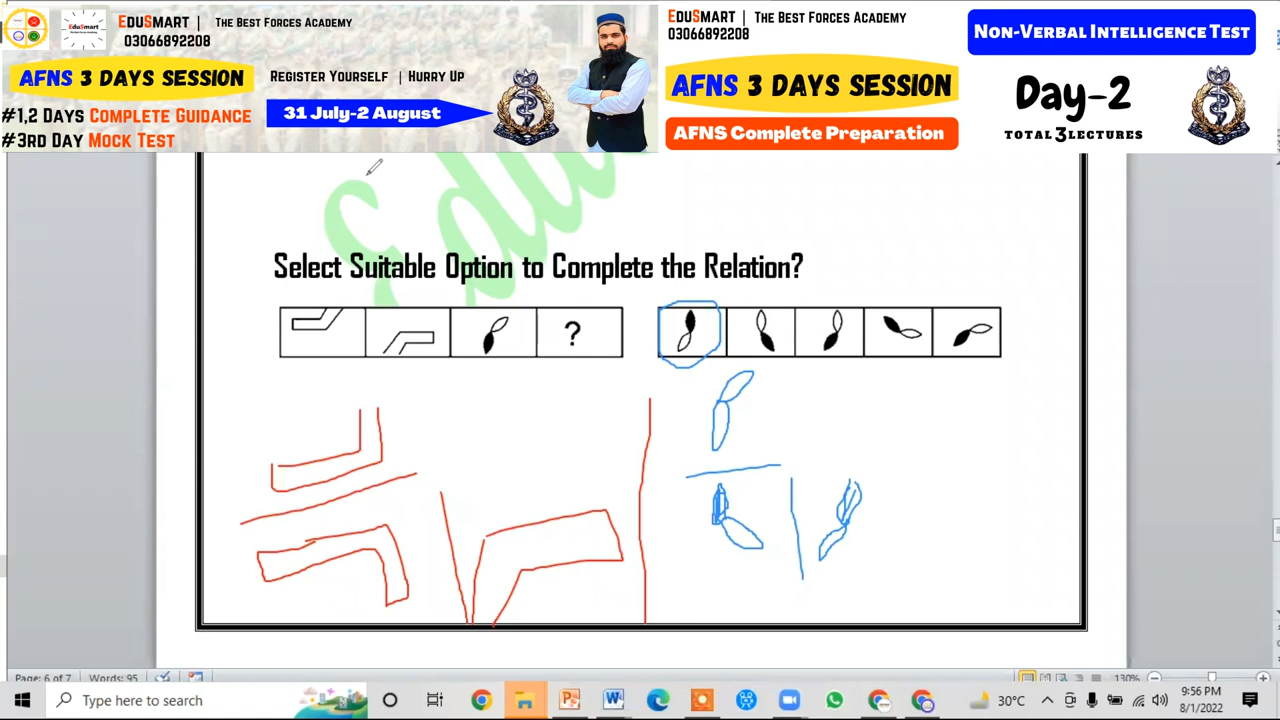 EduSmart | The Best Forces Academy
03066892208
AFNS 3 DAYS SESSION
Register Yourself | Hurry Up
#1,2 Days Complete Guidance
31 July-2 August
#3rd Day Mock Test
EduSmart | The Best Forces Academy
03066892208
AFNS 3 DAYS SESSION
AFNS Complete Preparation
Non-Verbal Intelligence Test
Day-2
Total 3 Lectures
Edu
Select Suitable Option to Complete the Relation?
?
Page: 6 of 7
Words: 95
130%
Type here to search
30°C
9:56 PM
8/1/2022